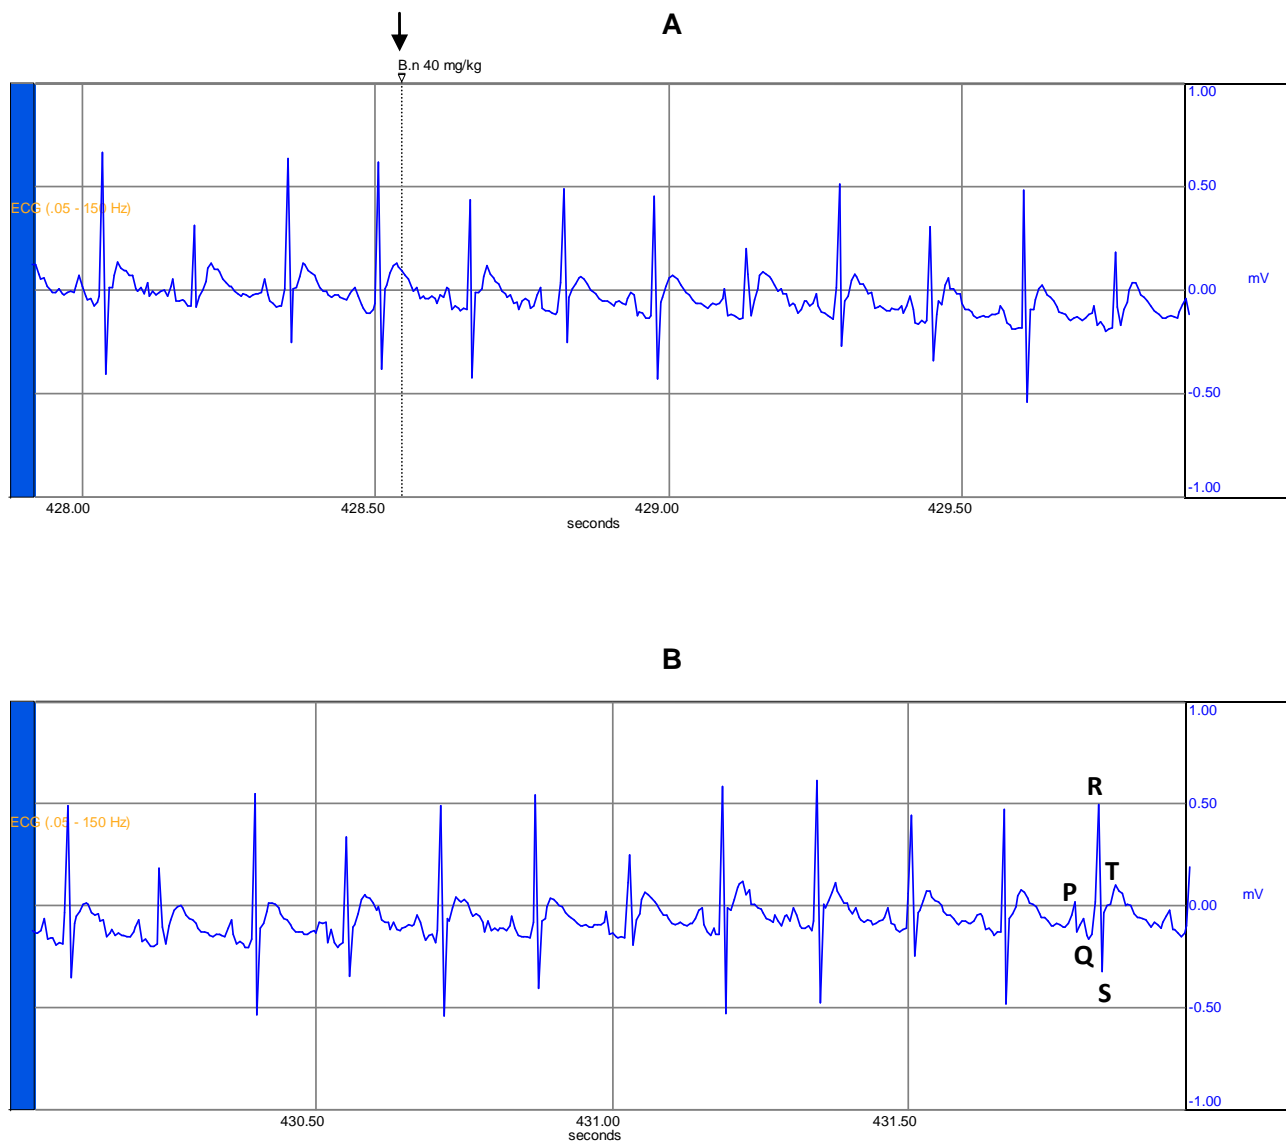 A
B.n 40 mg/kg
1.00
ECG (.05 - 150 Hz)
0.50
0.00
mV
-0.50
-1.00
428.00 428.50 429.00 429.50
seconds
B
1.00
R
0.50
ECG (.05 - 150 Hz)
T
P
0.00
mV
Q
S
-0.50
-1.00
430.50 431.00 431.50
seconds